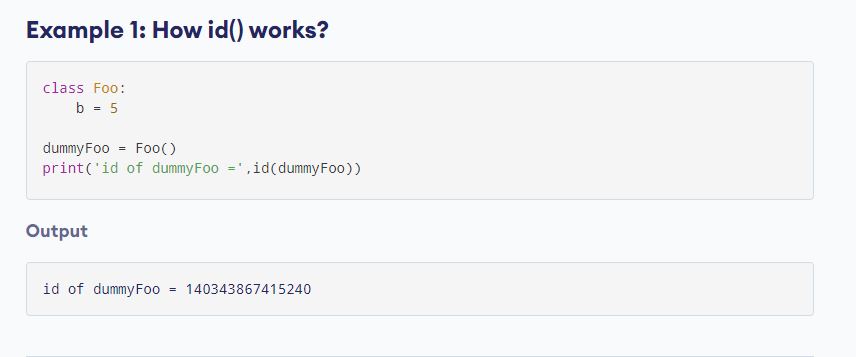 Example 1: How id() works?
class Foo:
    b = 5

dummyFoo = Foo()
print('id of dummyFoo =',id(dummyFoo))
Output
id of dummyFoo = 140343867415240